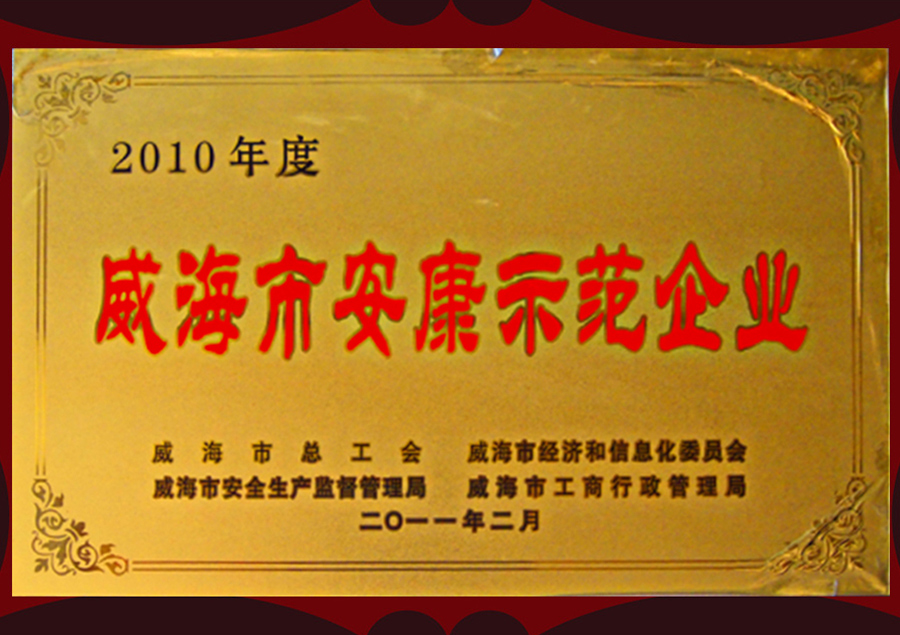 2010年度
威海市安康示范企业
威海市总工会 威海市经济和信息化委员会
威海市安全生产监督管理局 威海市工商行政管理局
二〇一一年二月